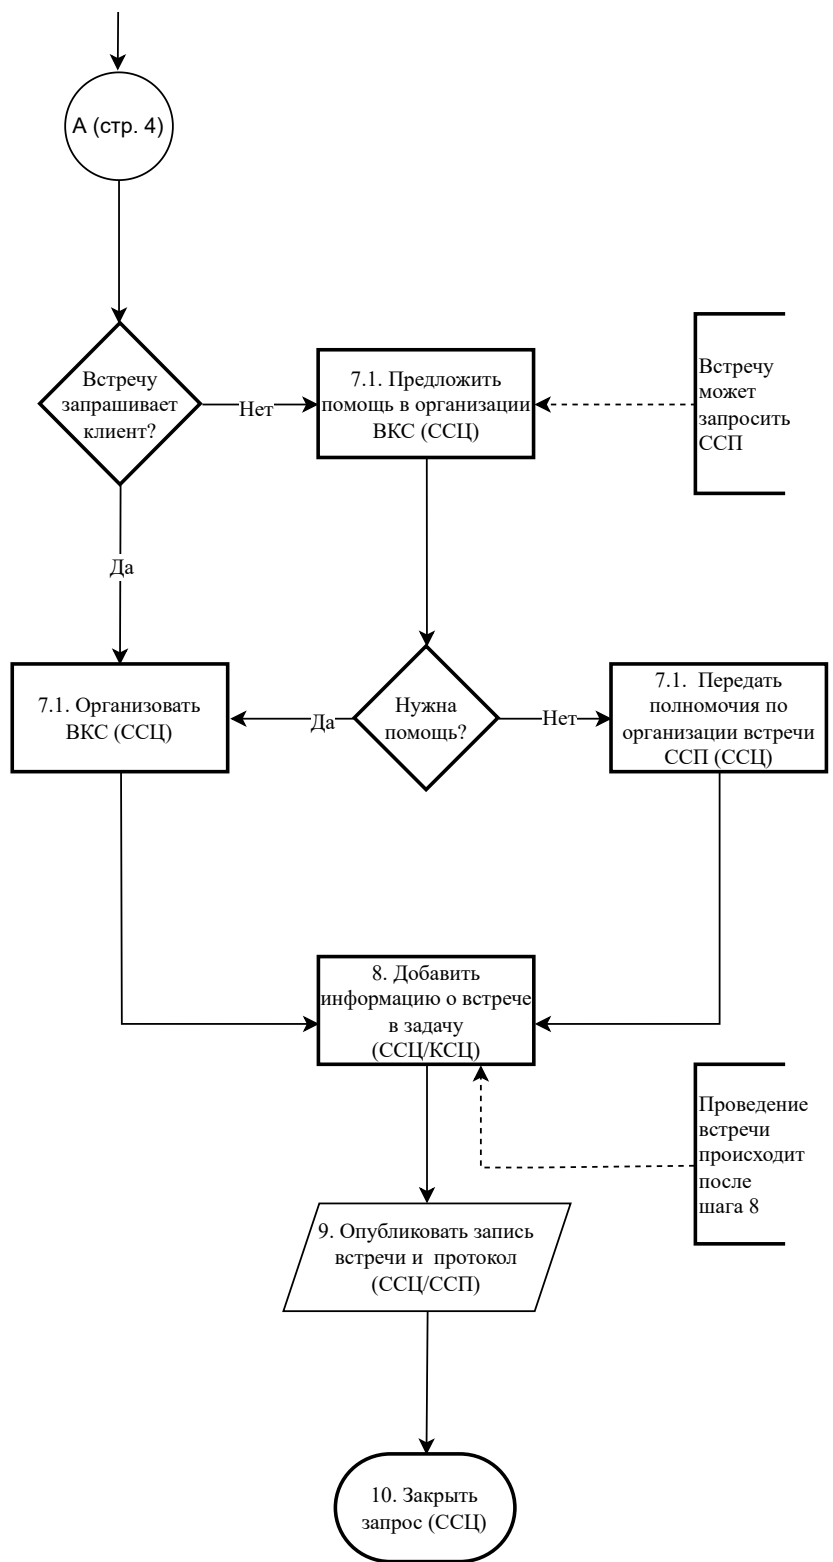 А (стр. 4)
Встречу
запрашивает
клиент?
Нет
7.1. Предложить
помощь в организации
ВКС (ССЦ)
Встречу
может
запросить
ССП
Да
7.1. Организовать
ВКС (ССЦ)
Да
Нужна
помощь?
Нет
7.1. Передать
полномочия по
организации встречи
ССП (ССЦ)
8. Добавить
информацию о встрече
в задачу
(ССЦ/КСЦ)
Проведение
встречи
происходит
после
шага 8
9. Опубликовать запись
встречи и протокол
(ССЦ/ССП)
10. Закрыть
запрос (ССЦ)